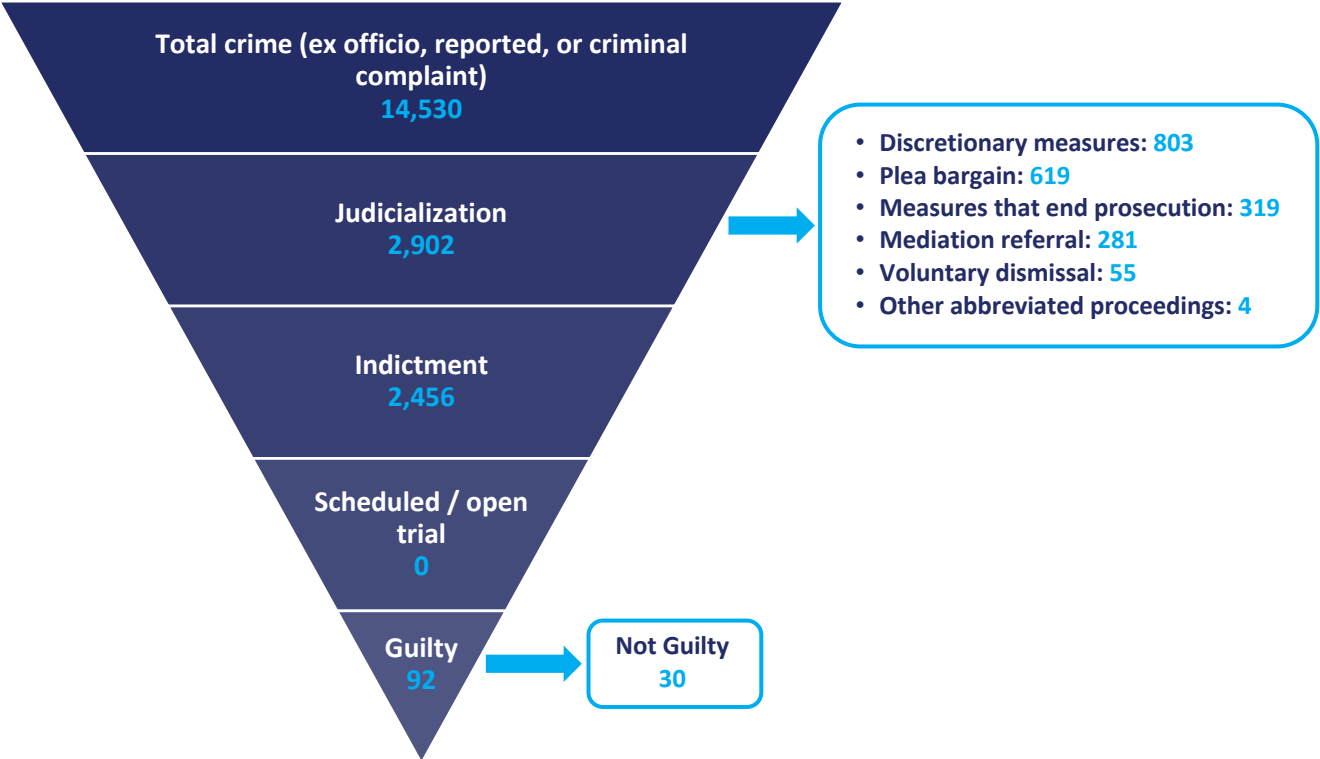 Total crime (ex officio, reported, or criminal
complaint)
14,530
Judicialization
2,902
• Discretionary measures: 803
• Plea bargain: 619
• Measures that end prosecution: 319
• Mediation referral: 281
• Voluntary dismissal: 55
• Other abbreviated proceedings: 4
Indictment
2,456
Scheduled / open
trial
0
Guilty
92
Not Guilty
30